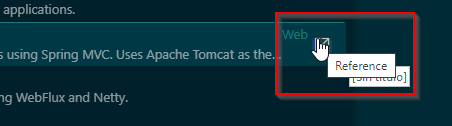 applications.
Web
s using Spring MVC. Uses Apache Tomcat as the...
Reference
[Sin título]
ng WebFlux and Netty.